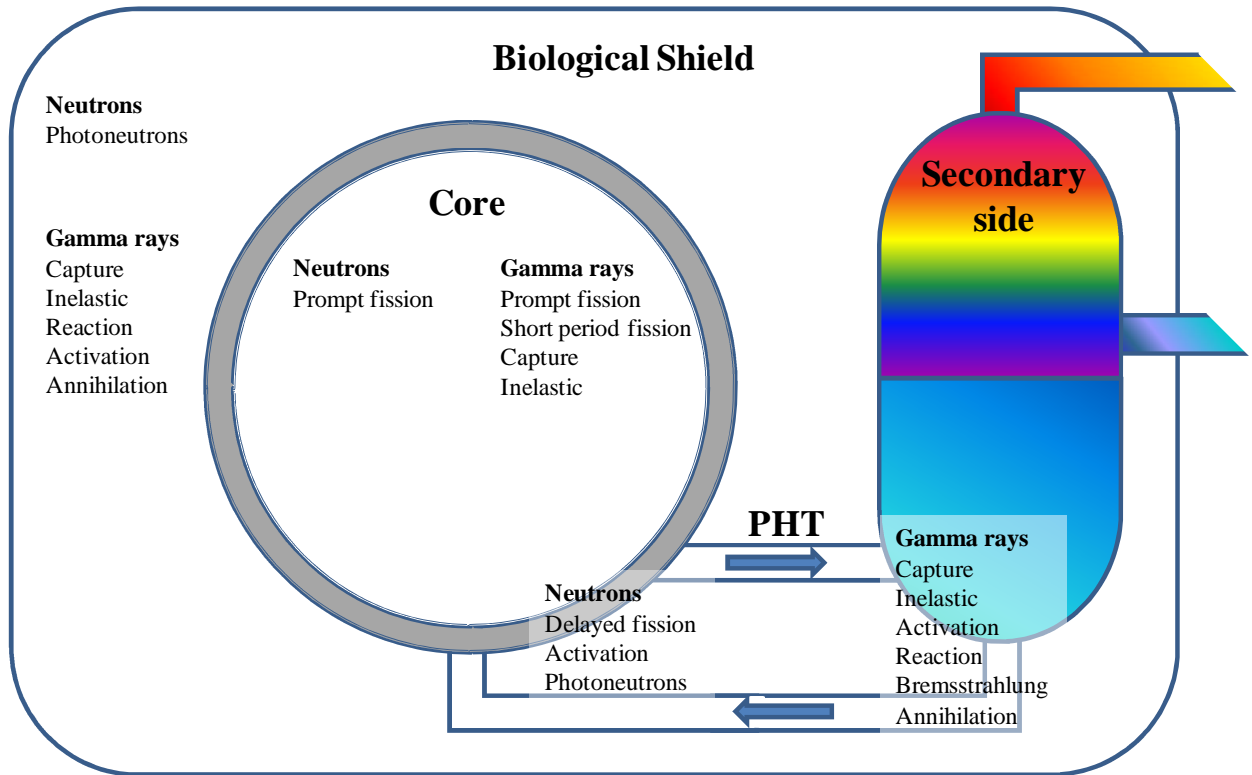 Biological Shield
Neutrons
Photoneutrons
Gamma rays
Capture
Inelastic
Reaction
Activation
Annihilation
Core
Neutrons
Prompt fission
Gamma rays
Prompt fission
Short period fission
Capture
Inelastic
Secondary
side
PHT
Neutrons
Delayed fission
Activation
Photoneutrons
Gamma rays
Capture
Inelastic
Activation
Reaction
Bremsstrahlung
Annihilation